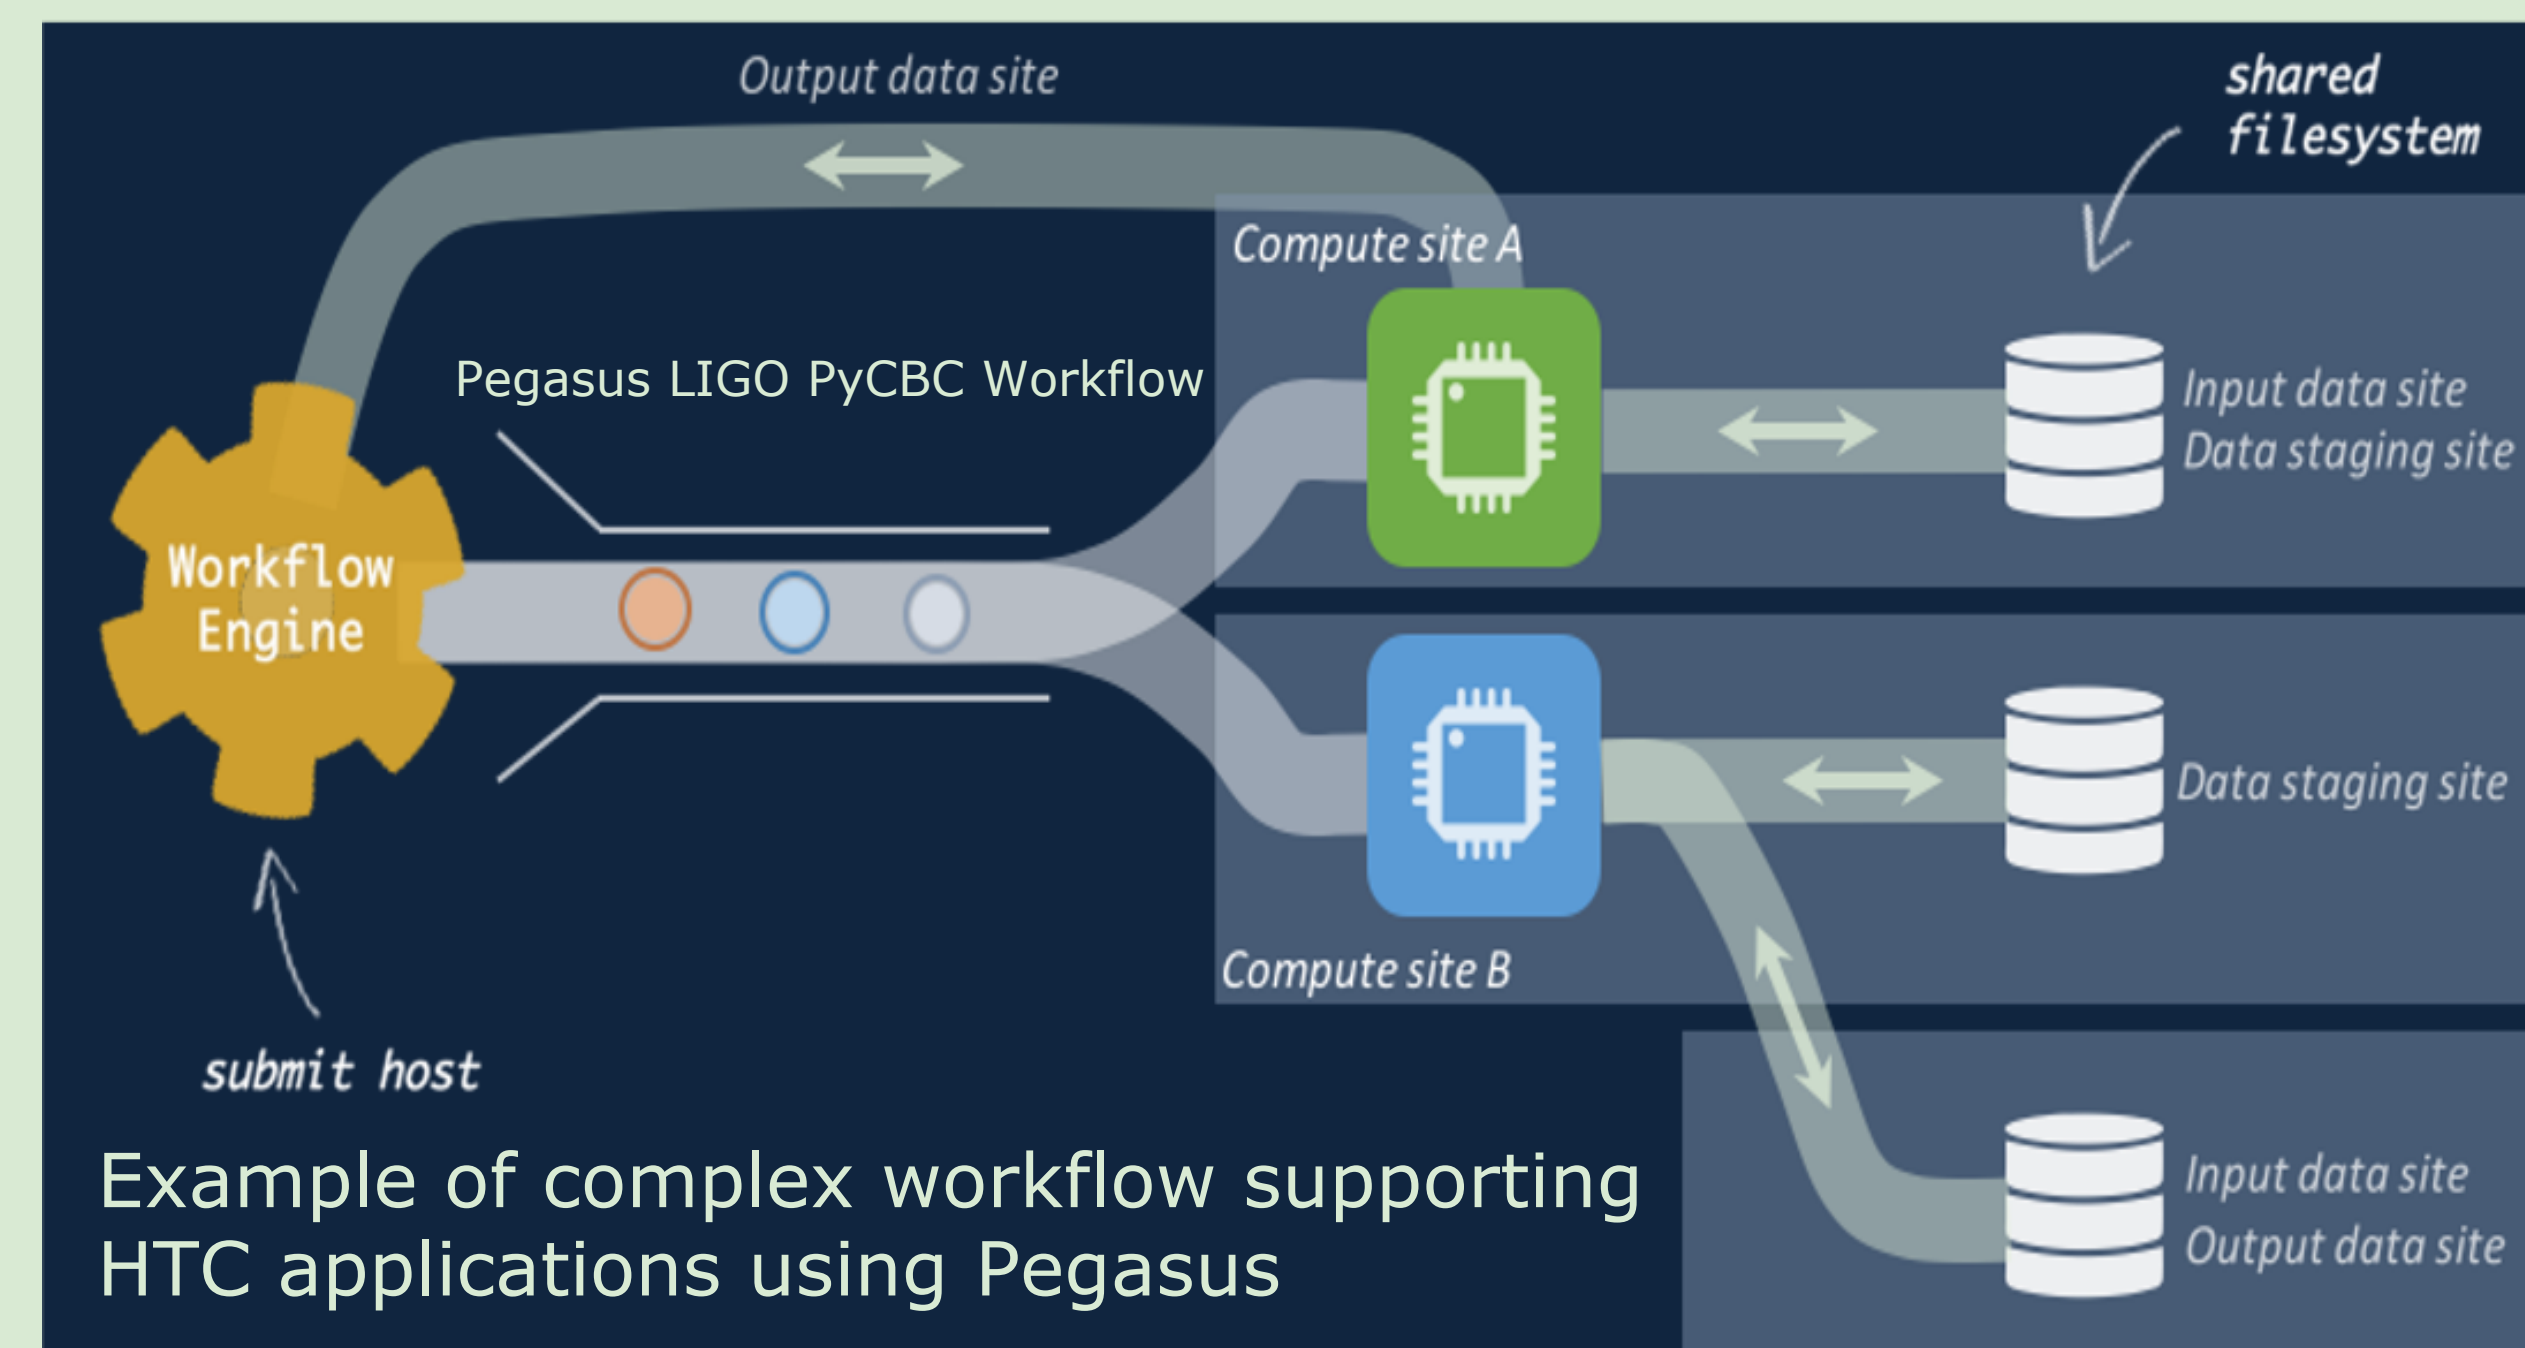 Output data site
shared
filesystem
Compute site A
Pegasus LIGO PyCBC Workflow
Input data site
Data staging site
Workflow
Engine
Data staging site
Compute site B
submit host
Input data site
Output data site
Example of complex workflow supporting
HTC applications using Pegasus